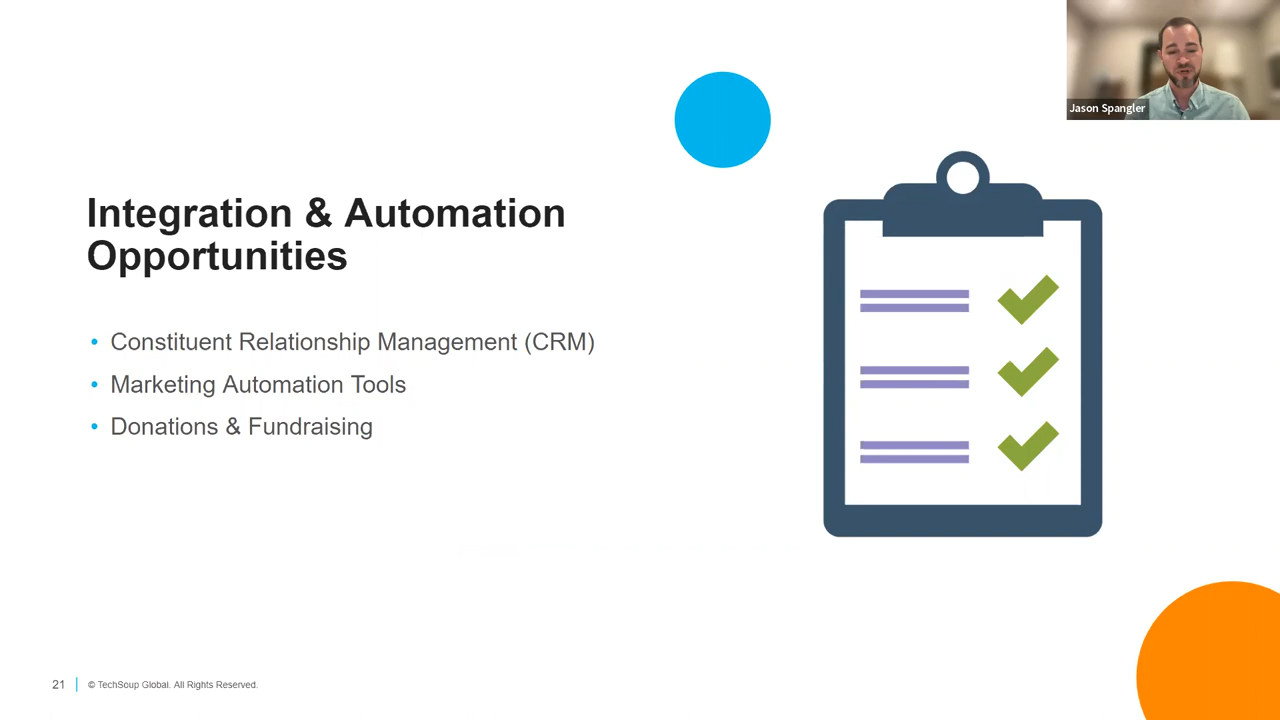 Jason Spangler
Integration & Automation
Opportunities
• Constituent Relationship Management (CRM)
• Marketing Automation Tools
• Donations & Fundraising
21
© TechSoup Global. All Rights Reserved.